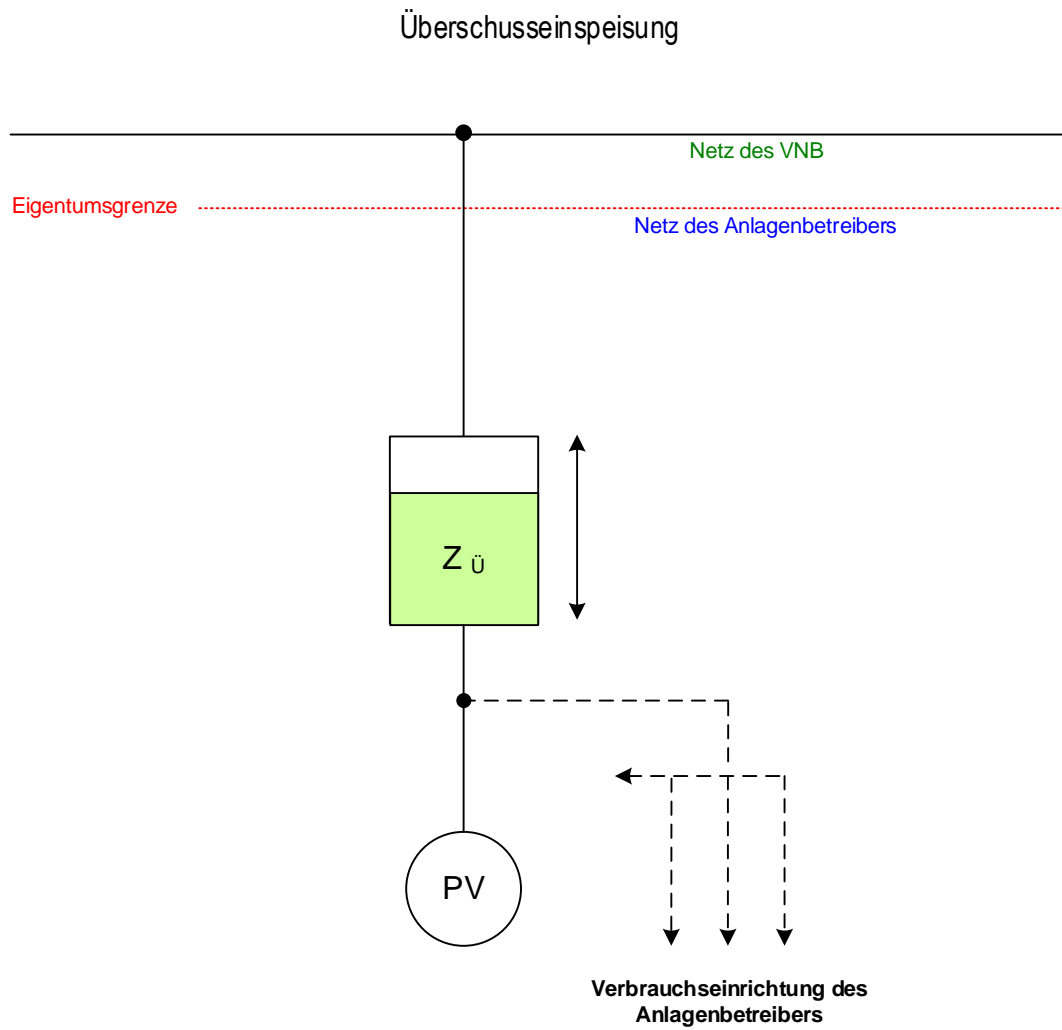 Überschusseinspeisung
Netz des VNB
Eigentumsgrenze
Netz des Anlagenbetreibers
Z Ü
PV
Verbrauchseinrichtung des
Anlagenbetreibers